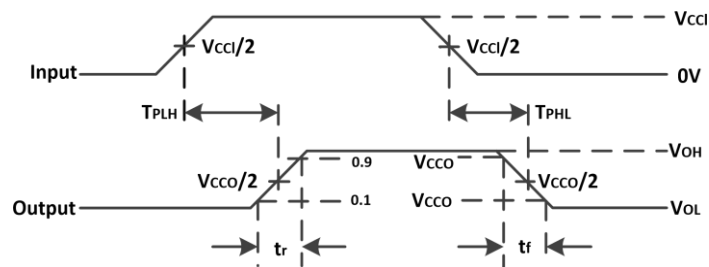 VCCI
VCCI/2
VCCI/2
Input
0V
TPLH
TPHL
VOH
0.9
VCCO
VCCO/2
VCCO/2
0.1
VCCO
Output
VOL
tr
tf